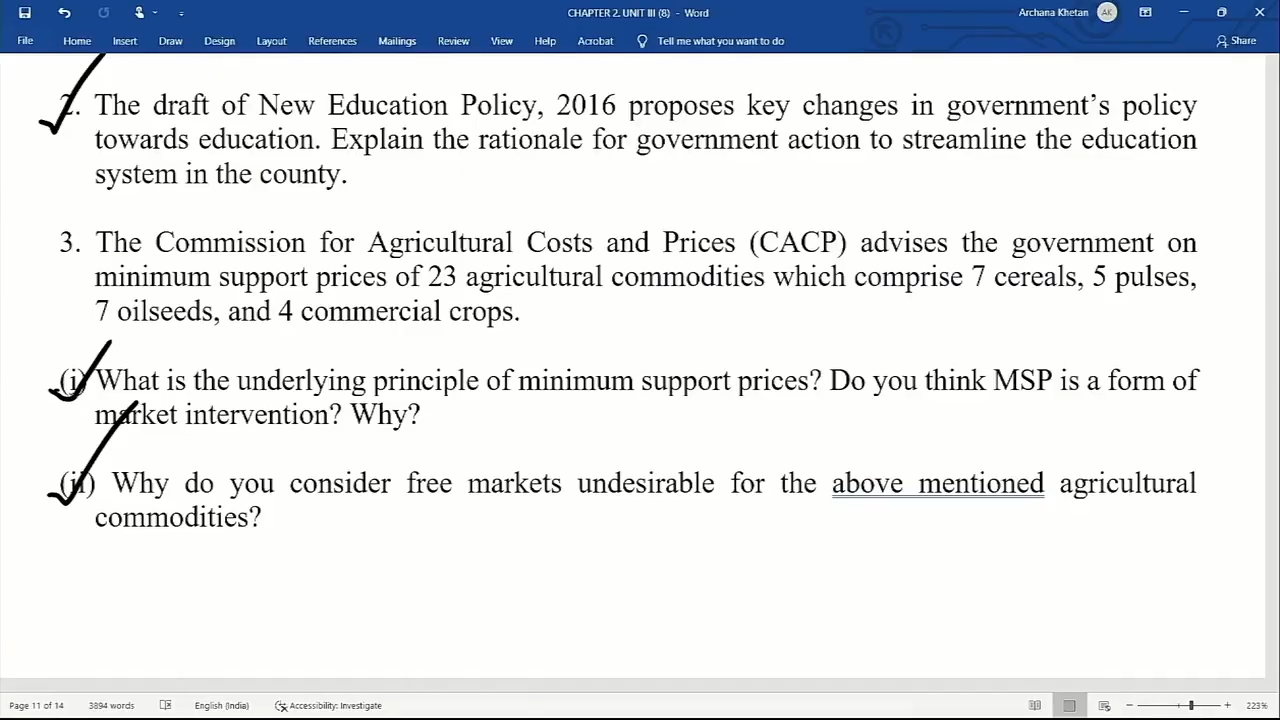 CHAPTER 2. UNIT III (8) - Word
Archana Khetan AK
File Home Insert Draw Design Layout References Mailings Review View Help Acrobat Tell me what you want to do Share
2. The draft of New Education Policy, 2016 proposes key changes in government's policy
towards education. Explain the rationale for government action to streamline the education
system in the county.
3. The Commission for Agricultural Costs and Prices (CACP) advises the government on
minimum support prices of 23 agricultural commodities which comprise 7 cereals, 5 pulses,
7 oilseeds, and 4 commercial crops.
(i) What is the underlying principle of minimum support prices? Do you think MSP is a form of
market intervention? Why?
(ii) Why do you consider free markets undesirable for the above mentioned agricultural
commodities?
Page 11 of 14 3894 words English (India) Accessibility: Investigate 223%